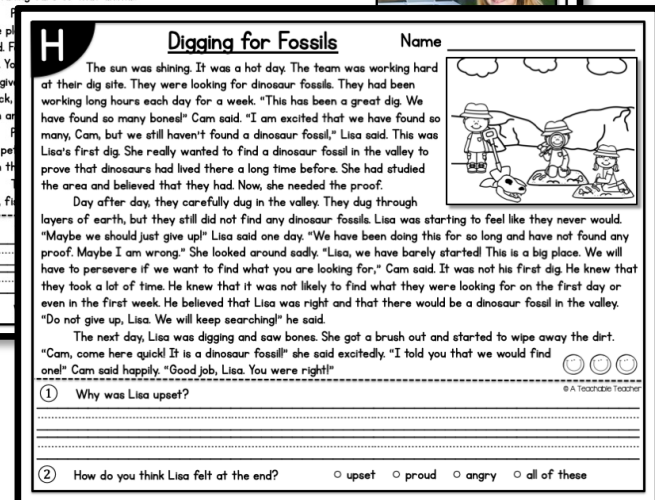 H
Digging for Fossils
Name
The sun was shining. It was a hot day. The team was working hard
at their dig site. They were looking for dinosaur fossils. They had been
working long hours each day for a week. "This has been a great dig. We
have found so many bones!" Cam said. "I am excited that we have found so
many, Cam, but we still haven't found a dinosaur fossil," Lisa said. This was
Lisa's first dig. She really wanted to find a dinosaur fossil in the valley to
prove that dinosaurs had lived there a long time before. She had studied
the area and believed that they had. Now, she needed the proof.
Day after day, they carefully dug in the valley. They dug through
layers of earth, but they still did not find any dinosaur fossils. Lisa was starting to feel like they never would.
"Maybe we should just give up!" Lisa said one day. "We have been doing this for so long and have not found any
proof. Maybe I am wrong." She looked around sadly. "Lisa, we have barely started! This is a big place. We will
have to persevere if we want to find what you are looking for," Cam said. It was not his first dig. He knew that
they took a lot of time. He knew that it was not likely to find what they were looking for on the first day or
even in the first week. He believed that Lisa was right and that there would be a dinosaur fossil in the valley.
"Do not give up, Lisa. We will keep searching!" he said.
The next day, Lisa was digging and saw bones. She got a brush out and started to wipe away the dirt.
"Cam, come here quick! It is a dinosaur fossil!" she said excitedly. "I told you that we would find
one!" Cam said happily. "Good job, Lisa. You were right!"
© A Teachable Teacher
1 Why was Lisa upset?
2 How do you think Lisa felt at the end? upset proud angry all of these